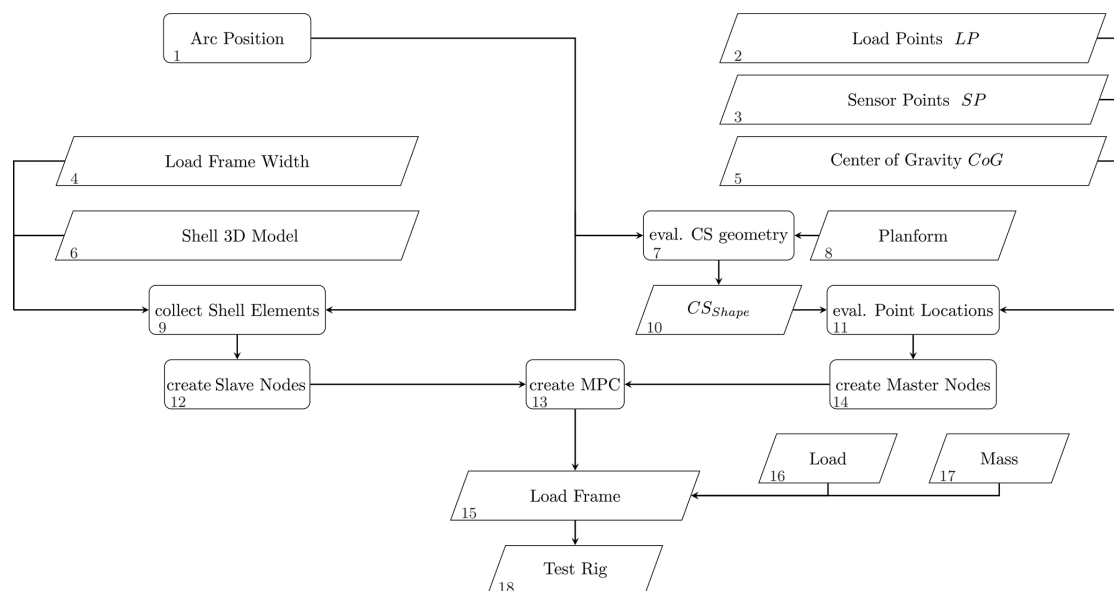 Arc Position
1
Load Points LP
2
Sensor Points SP
3
Load Frame Width
4
Center of Gravity CoG
5
Shell 3D Model
6
eval. CS geometry
7
Planform
8
collect Shell Elements
9
CS_Shape
10
eval. Point Locations
11
create Slave Nodes
12
create MPC
13
create Master Nodes
14
Load
16
Mass
17
Load Frame
15
Test Rig
18